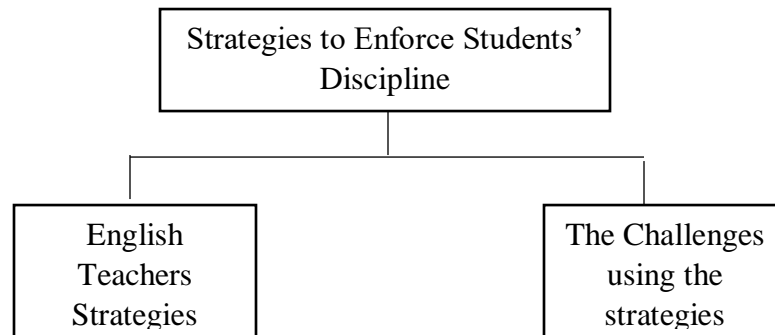 Strategies to Enforce Students’
Discipline
English
Teachers
Strategies
The Challenges
using the
strategies